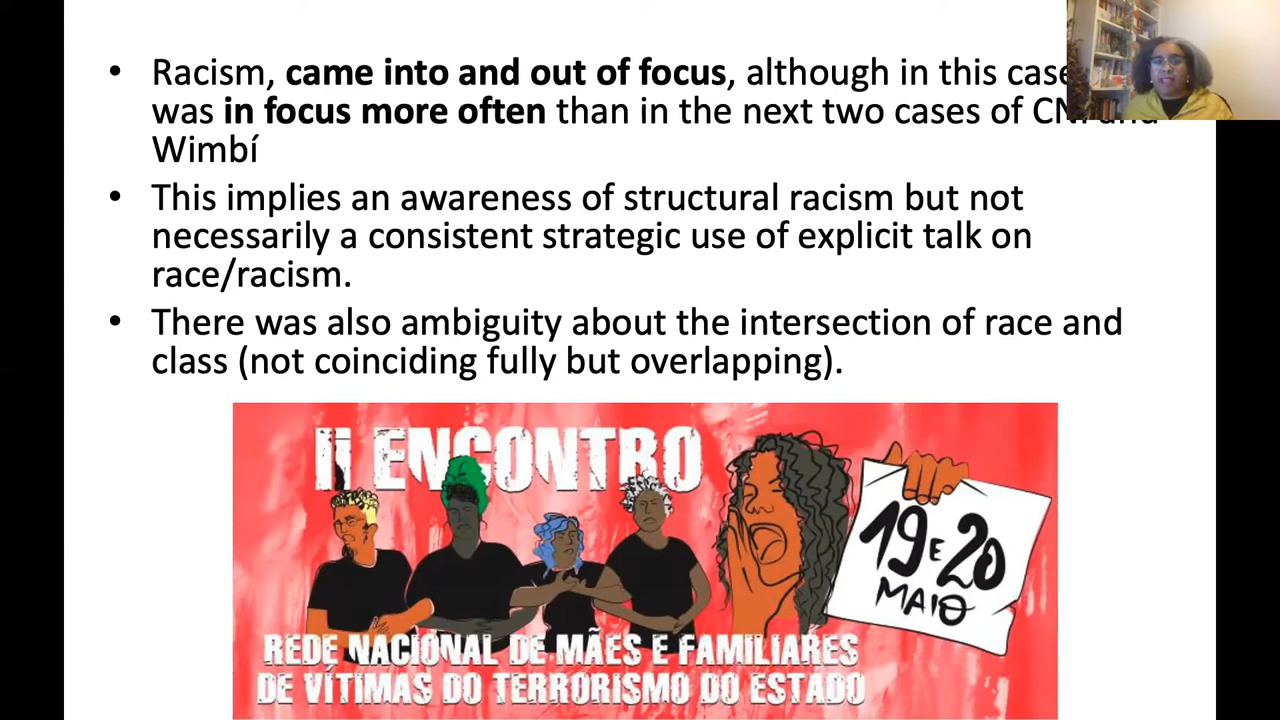 • Racism, came into and out of focus, although in this case
was in focus more often than in the next two cases of
Wimbí
• This implies an awareness of structural racism but not
necessarily a consistent strategic use of explicit talk on
race/racism.
• There was also ambiguity about the intersection of race and
class (not coinciding fully but overlapping).
II ENCONTRO
19 E 20
MAIO
REDE NACIONAL DE MÃES E FAMILIARES
DE VÍTIMAS DO TERRORISMO DO ESTADO